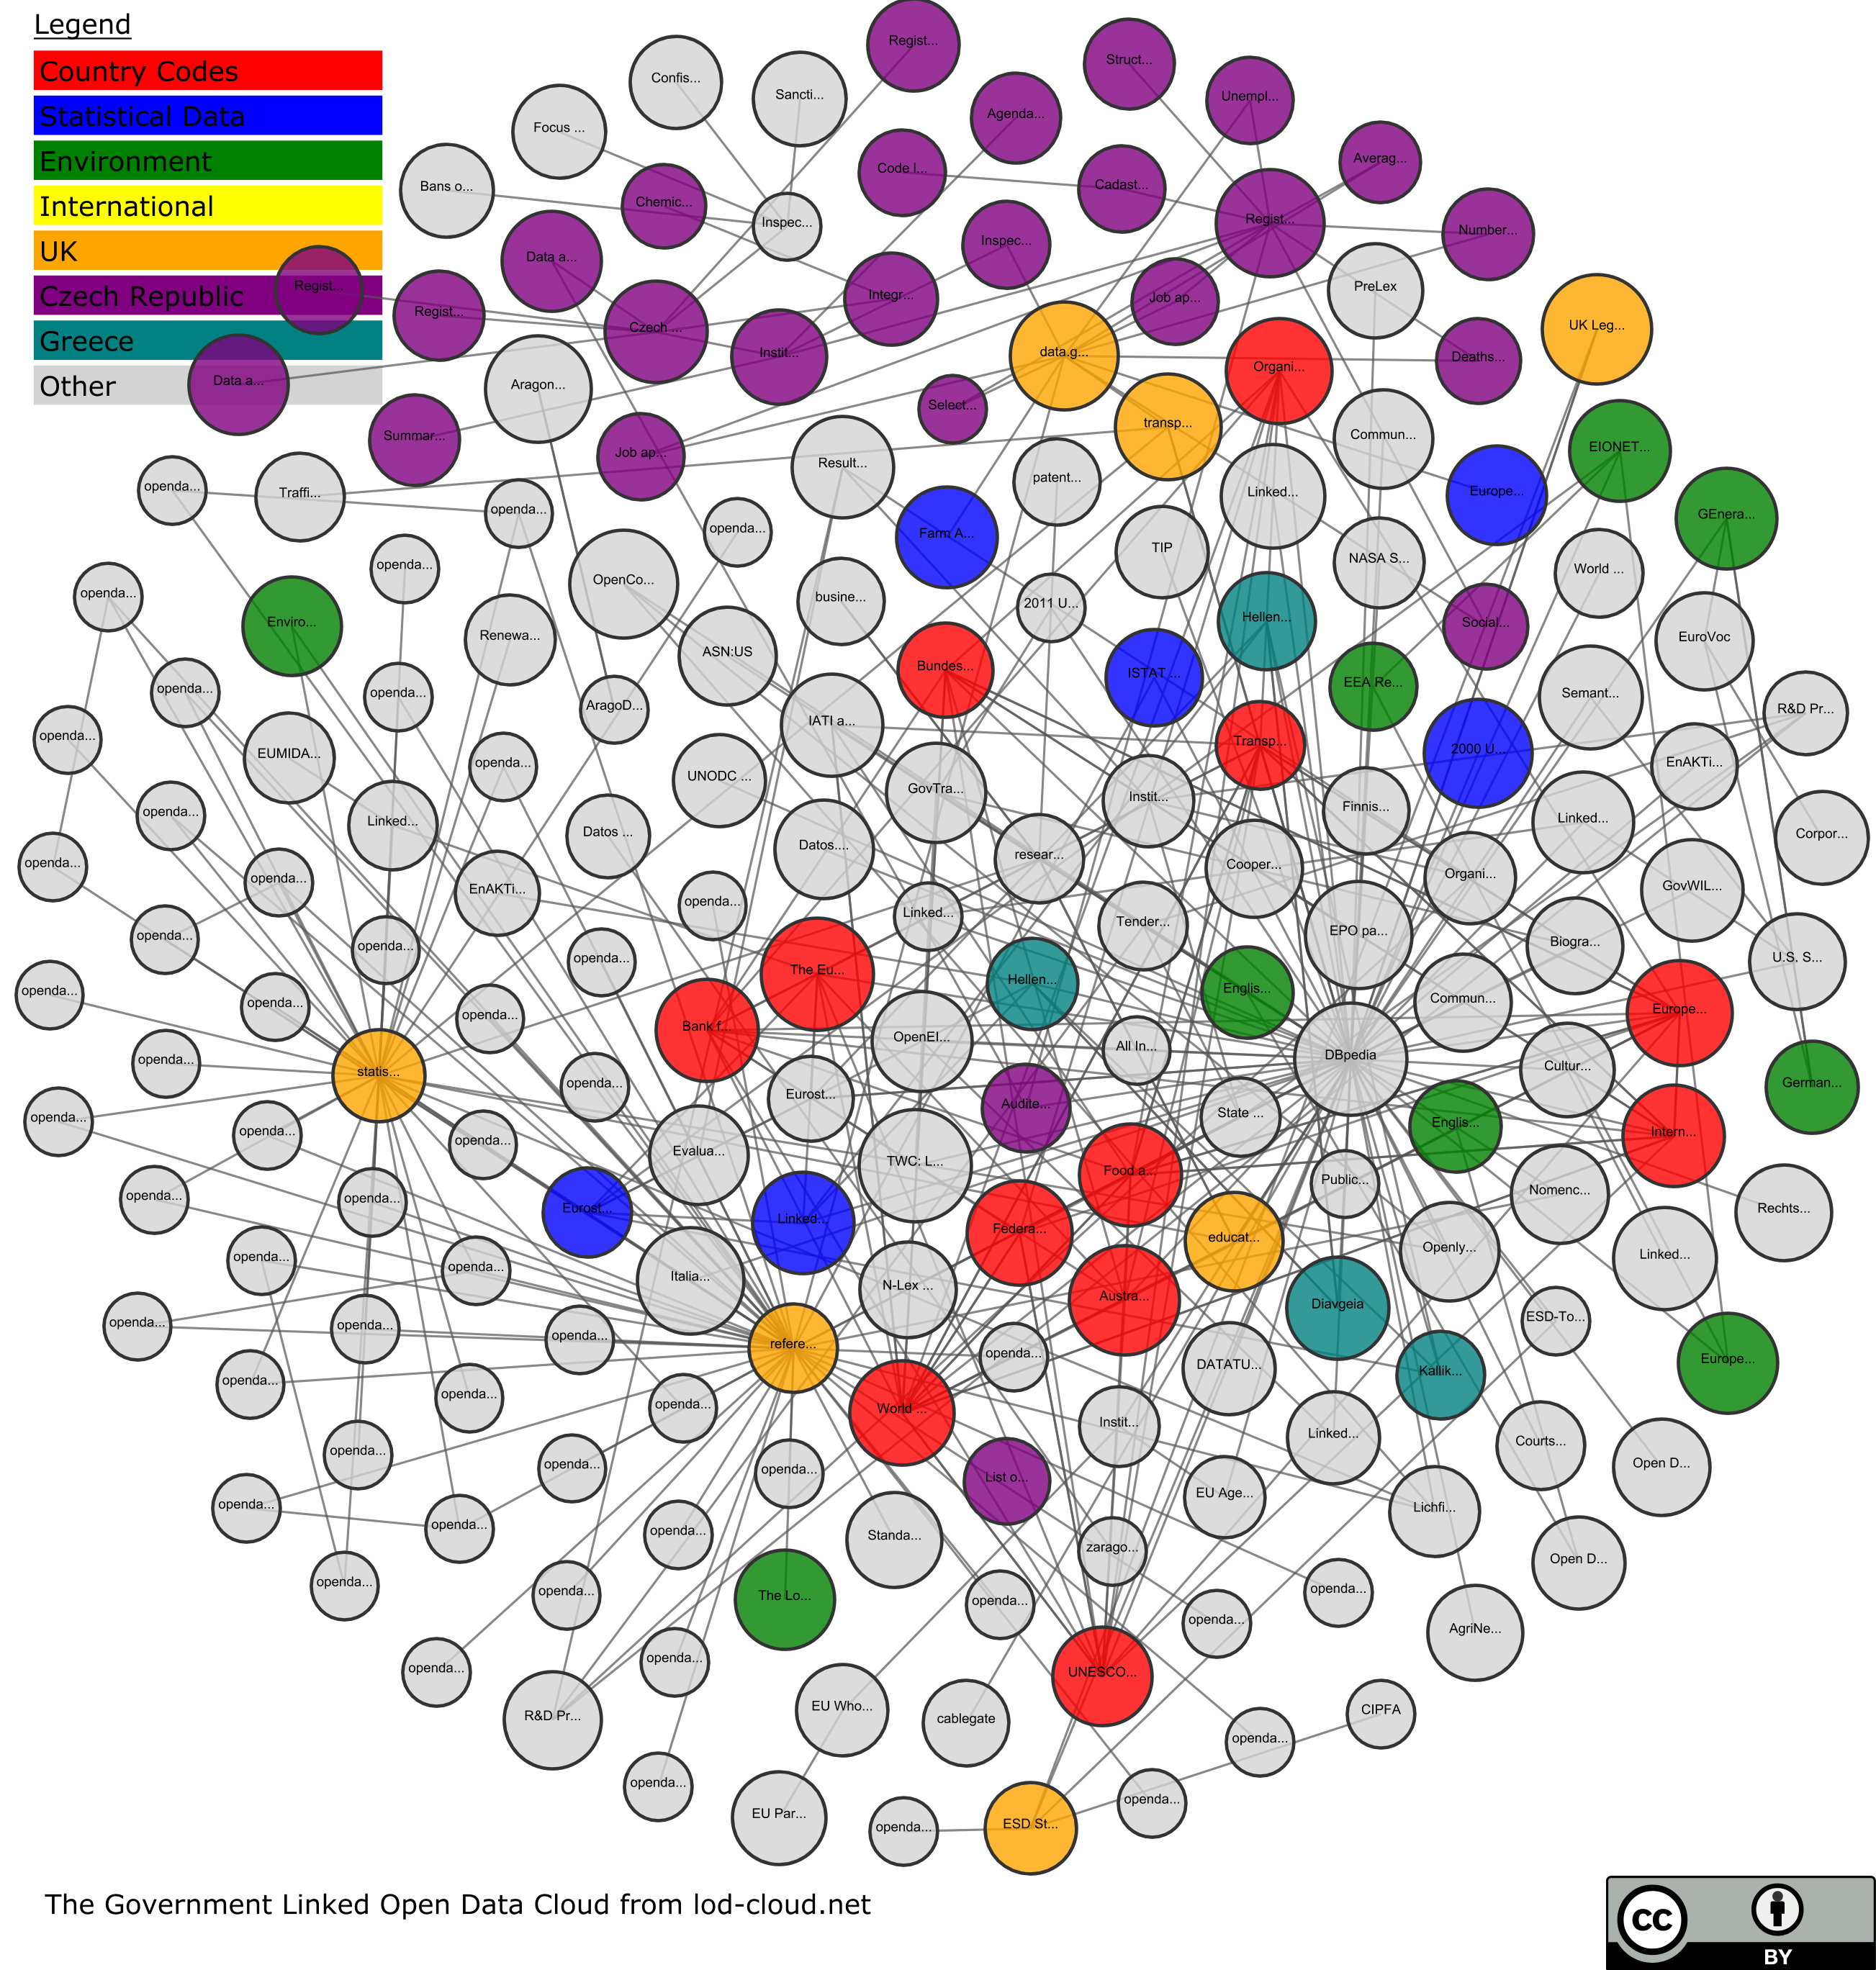 Legend
Country Codes
Statistical Data
Environment
International
UK
Czech Republic
Greece
Other
Regist...
Struct...
Confis...
Sancti...
Unempl...
Agenda...
Focus ...
Averag...
Code l...
Cadast...
Bans o...
Chemic...
Inspec...
Regist...
Number...
Inspec...
Data a...
Regist...
PreLex
Integr...
Job ap...
Regist...
Czech ...
UK Leg...
Instit...
data.g...
Deaths...
Organi...
Data a...
Aragon...
Select...
transp...
Summar...
Commun...
Job ap...
EIONET...
Result...
patent...
openda...
Traffi...
Linked...
Europe...
openda...
GEnera...
openda...
Farm A...
TIP
NASA S...
World ...
openda...
OpenCo...
openda...
busine...
2011 U...
Enviro...
Renewa...
Hellen...
Social...
EuroVoc
ASN:US
Bundes...
ISTAT ...
EEA Re...
openda...
openda...
AragoD...
Semant...
R&D Pr...
IATI a...
openda...
Transp...
2000 U...
EUMIDA...
openda...
UNODC ...
GovTra...
Instit...
EnAKTi...
openda...
Linked...
Datos ...
Datos....
Finnis...
Linked...
Corpor...
openda...
openda...
EnAKTi...
resear...
Cooper...
Organi...
GovWIL...
openda...
openda...
openda...
Linked...
Tender...
EPO pa...
Biogra...
openda...
The Eu...
Hellen...
Englis...
U.S. S...
openda...
openda...
openda...
Bank f...
Commun...
Europe...
openda...
statis...
OpenEI...
All In...
DBpedia
Cultur...
openda...
Eurost...
Audite...
State ...
German...
openda...
openda...
openda...
Evalua...
TWC: L...
Englis...
Intern...
openda...
openda...
Eurost...
Linked...
Food a...
Public...
Nomenc...
Rechts...
openda...
openda...
Italia...
Federa...
educat...
Openly...
Linked...
openda...
openda...
openda...
refere...
N-Lex ...
Austra...
Diavgeia
ESD-To...
openda...
openda...
openda...
World ...
openda...
DATATU...
Kallik...
Europe...
openda...
openda...
openda...
Instit...
Linked...
Courts...
openda...
openda...
openda...
List o...
EU Age...
Lichfi...
Open D...
openda...
openda...
The Lo...
Standa...
zarago...
Open D...
openda...
openda...
openda...
openda...
openda...
AgriNe...
R&D Pr...
EU Who...
cablegate
UNESCO...
CIPFA
openda...
EU Par...
openda...
ESD St...
openda...
openda...
The Government Linked Open Data Cloud from lod-cloud.net
CC
BY